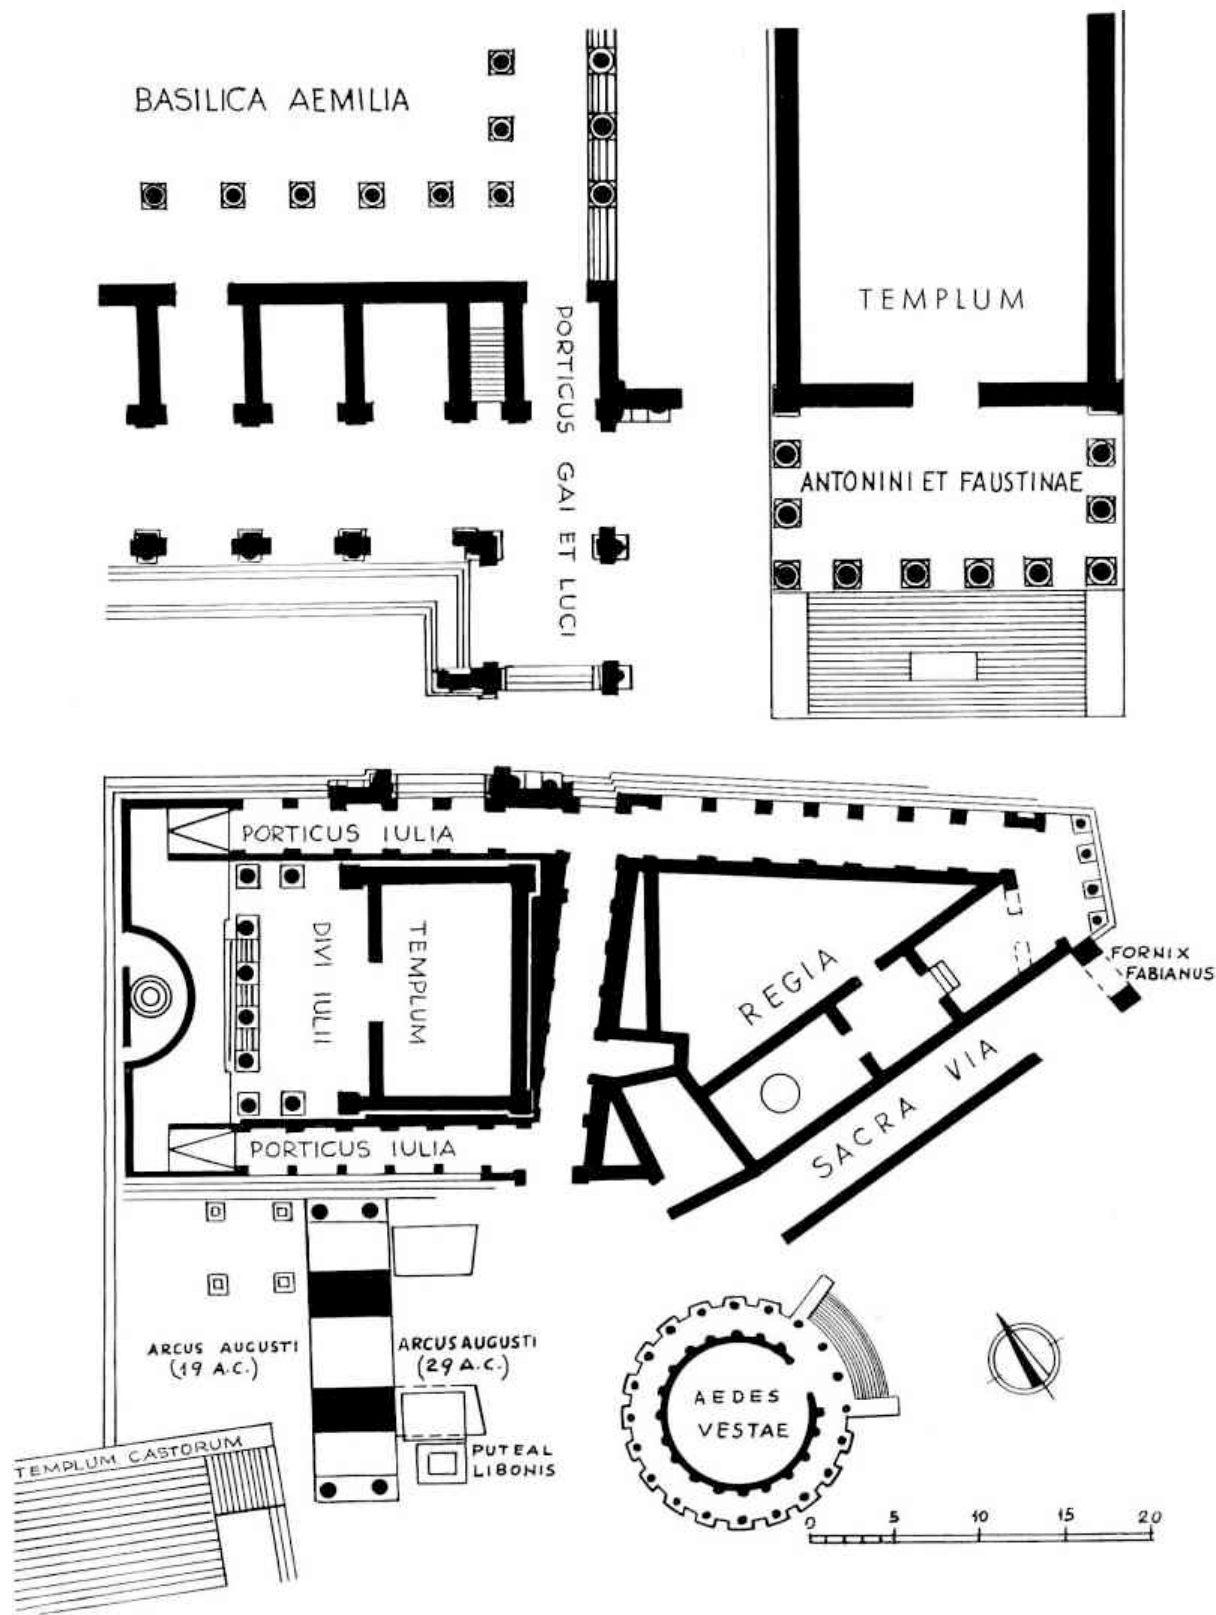 BASILICA AEMILIA
TEMPLUM
PORTICUS GAI ET LUCI
ANTONINI ET FAUSTINAE
PORTICUS IULIA
DIVI IULII
TEMPLUM
REGIA
FORNIX
FABIANUS
SACRA VIA
PORTICUS IULIA
ARCUS AUGUSTI
(19 A.C.)
ARCUS AUGUSTI
(29 A.C.)
AEDES
VESTAE
TEMPLUM CASTORUM
PUTEAL
LIBONIS
0 5 10 15 20